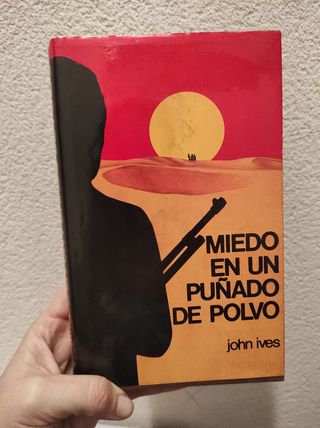 MIEDO
EN UN
PUÑADO
DE POLVO
john ives